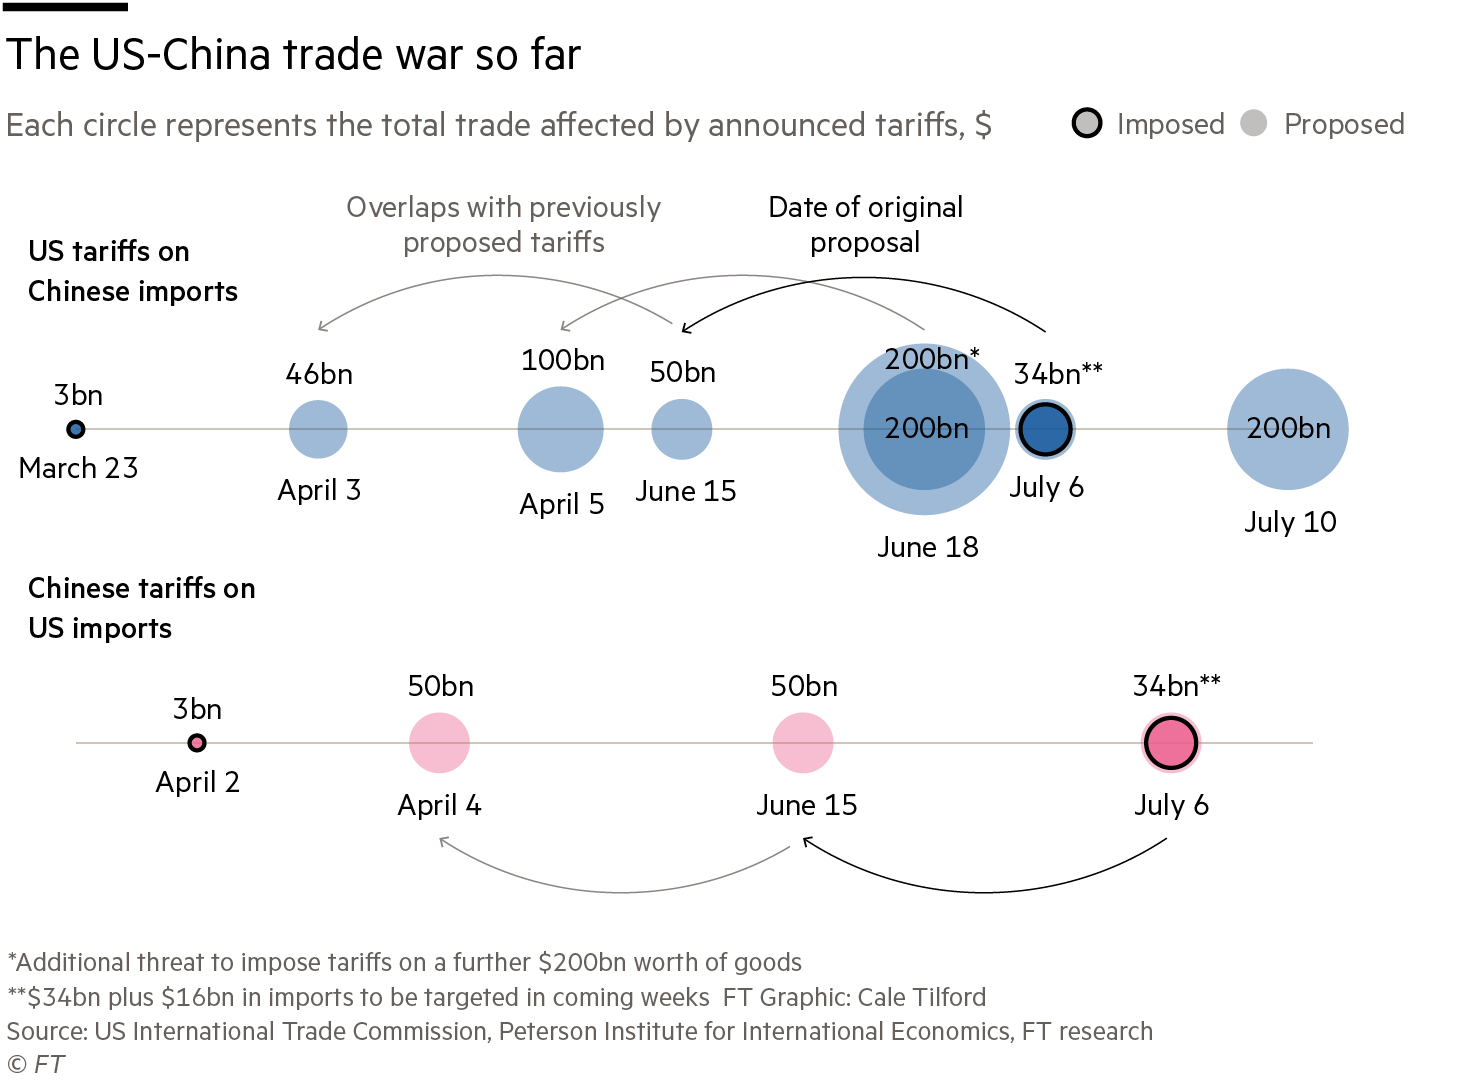 The US-China trade war so far
Each circle represents the total trade affected by announced tariffs, $
Imposed
Proposed
Overlaps with previously
proposed tariffs
Date of original
proposal
US tariffs on
Chinese imports
3bn
March 23
46bn
April 3
100bn
April 5
50bn
June 15
200bn*
200bn
June 18
34bn**
July 6
200bn
July 10
Chinese tariffs on
US imports
3bn
April 2
50bn
April 4
50bn
June 15
34bn**
July 6
*Additional threat to impose tariffs on a further $200bn worth of goods
**$34bn plus $16bn in imports to be targeted in coming weeks  FT Graphic: Cale Tilford
Source: US International Trade Commission, Peterson Institute for International Economics, FT research
© FT